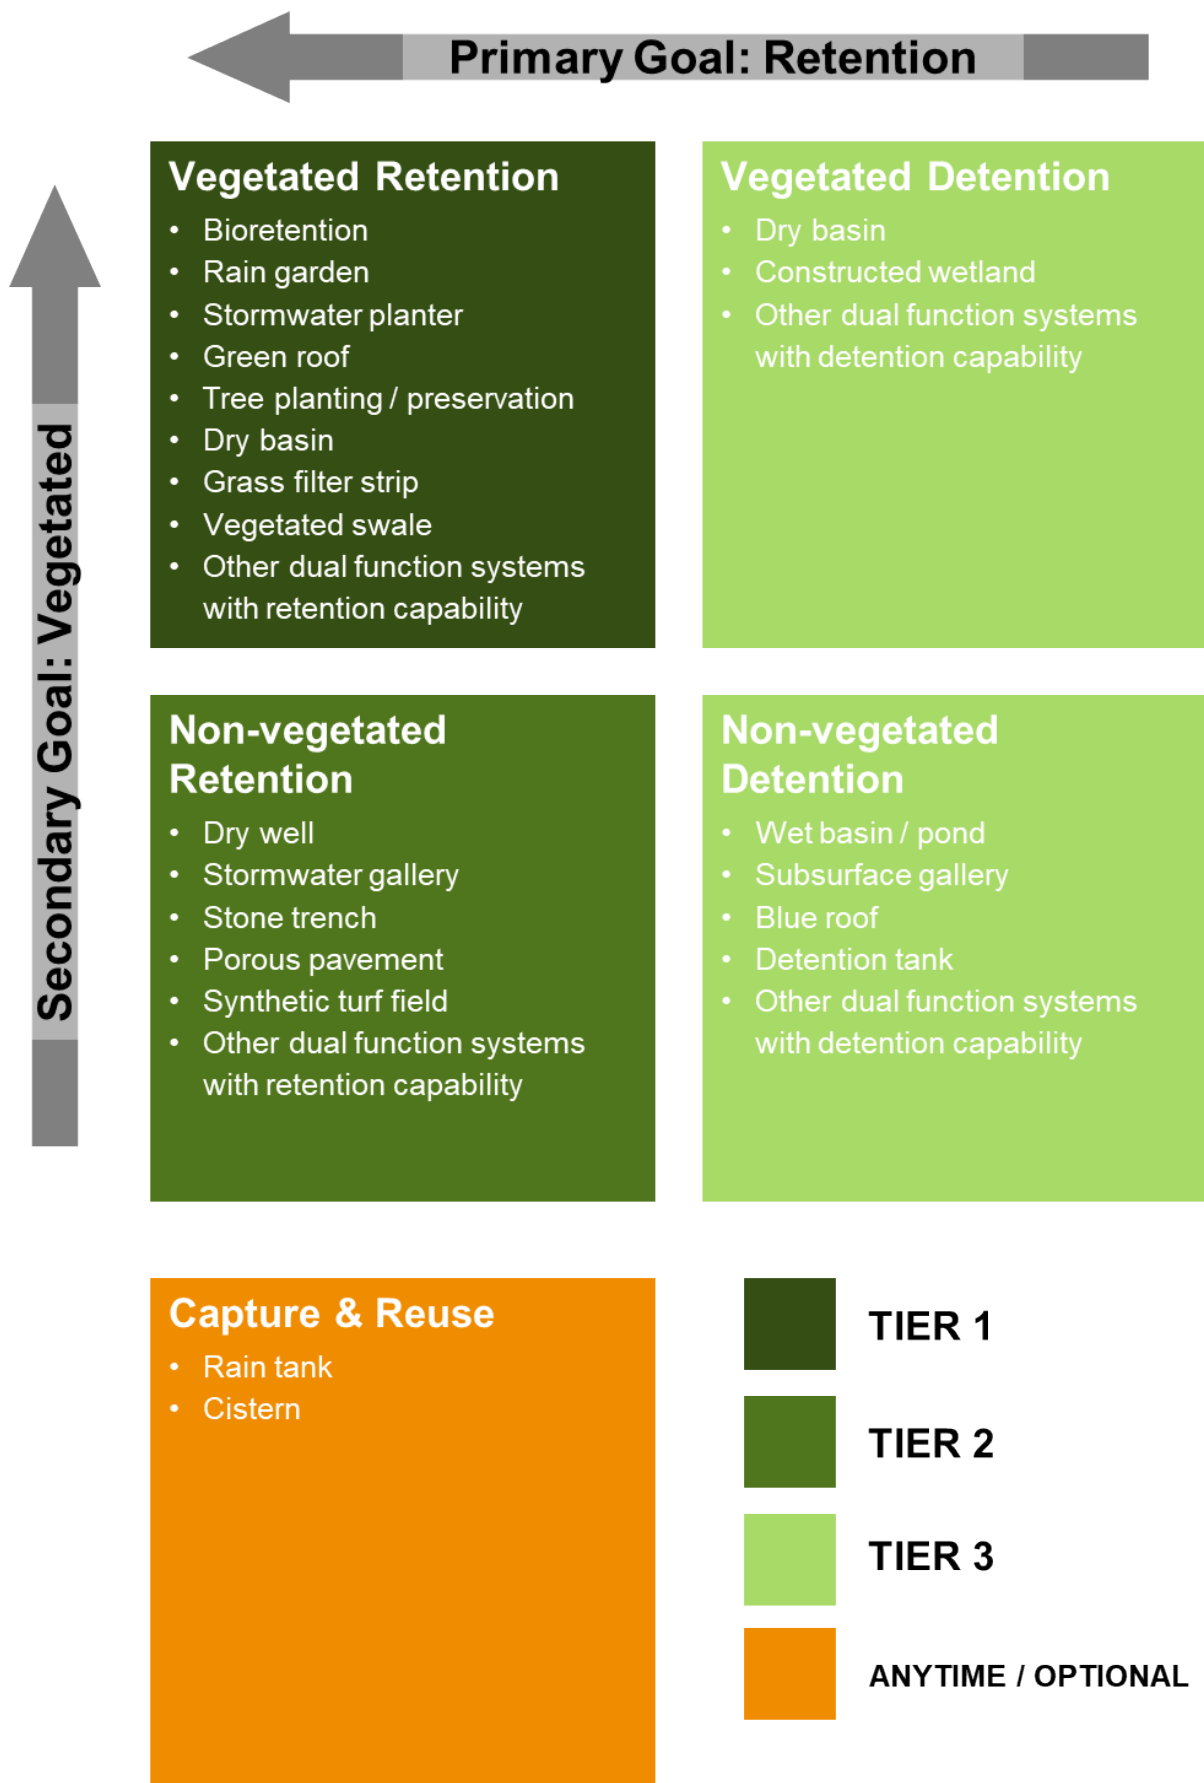 Primary Goal: Retention
Secondary Goal: Vegetated
Vegetated Retention
• Bioretention
• Rain garden
• Stormwater planter
• Green roof
• Tree planting / preservation
• Dry basin
• Grass filter strip
• Vegetated swale
• Other dual function systems
with retention capability
Vegetated Detention
• Dry basin
• Constructed wetland
• Other dual function systems
with detention capability
Non-vegetated
Retention
• Dry well
• Stormwater gallery
• Stone trench
• Porous pavement
• Synthetic turf field
• Other dual function systems
with retention capability
Non-vegetated
Detention
• Wet basin / pond
• Subsurface gallery
• Blue roof
• Detention tank
• Other dual function systems
with detention capability
Capture & Reuse
• Rain tank
• Cistern
TIER 1
TIER 2
TIER 3
ANYTIME / OPTIONAL